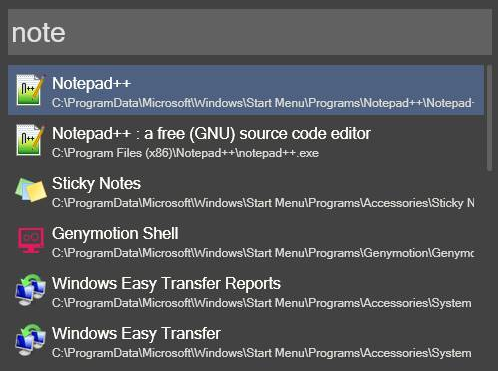 note
Notepad++
C:\ProgramData\Microsoft\Windows\Start Menu\Programs\Notepad++\Notepad-
Notepad++ : a free (GNU) source code editor
C:\Program Files (x86)\Notepad++\notepad++.exe
Sticky Notes
C:\ProgramData\Microsoft\Windows\Start Menu\Programs\Accessories\Sticky N
Genymotion Shell
C:\ProgramData\Microsoft\Windows\Start Menu\Programs\Genymotion\Genymo
Windows Easy Transfer Reports
C:\ProgramData\Microsoft\Windows\Start Menu\Programs\Accessories\System
Windows Easy Transfer
C:\ProgramData\Microsoft\Windows\Start Menu\Programs\Accessories\System